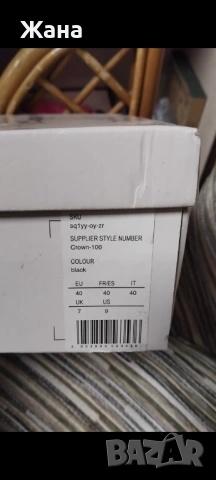 Жана
SKU
sq1yy-oy-zr
SUPPLIER STYLE NUMBER
Crown-100
COLOUR
black
EU FR/ES IT
40 40 40
UK US
7 9
BAZAR